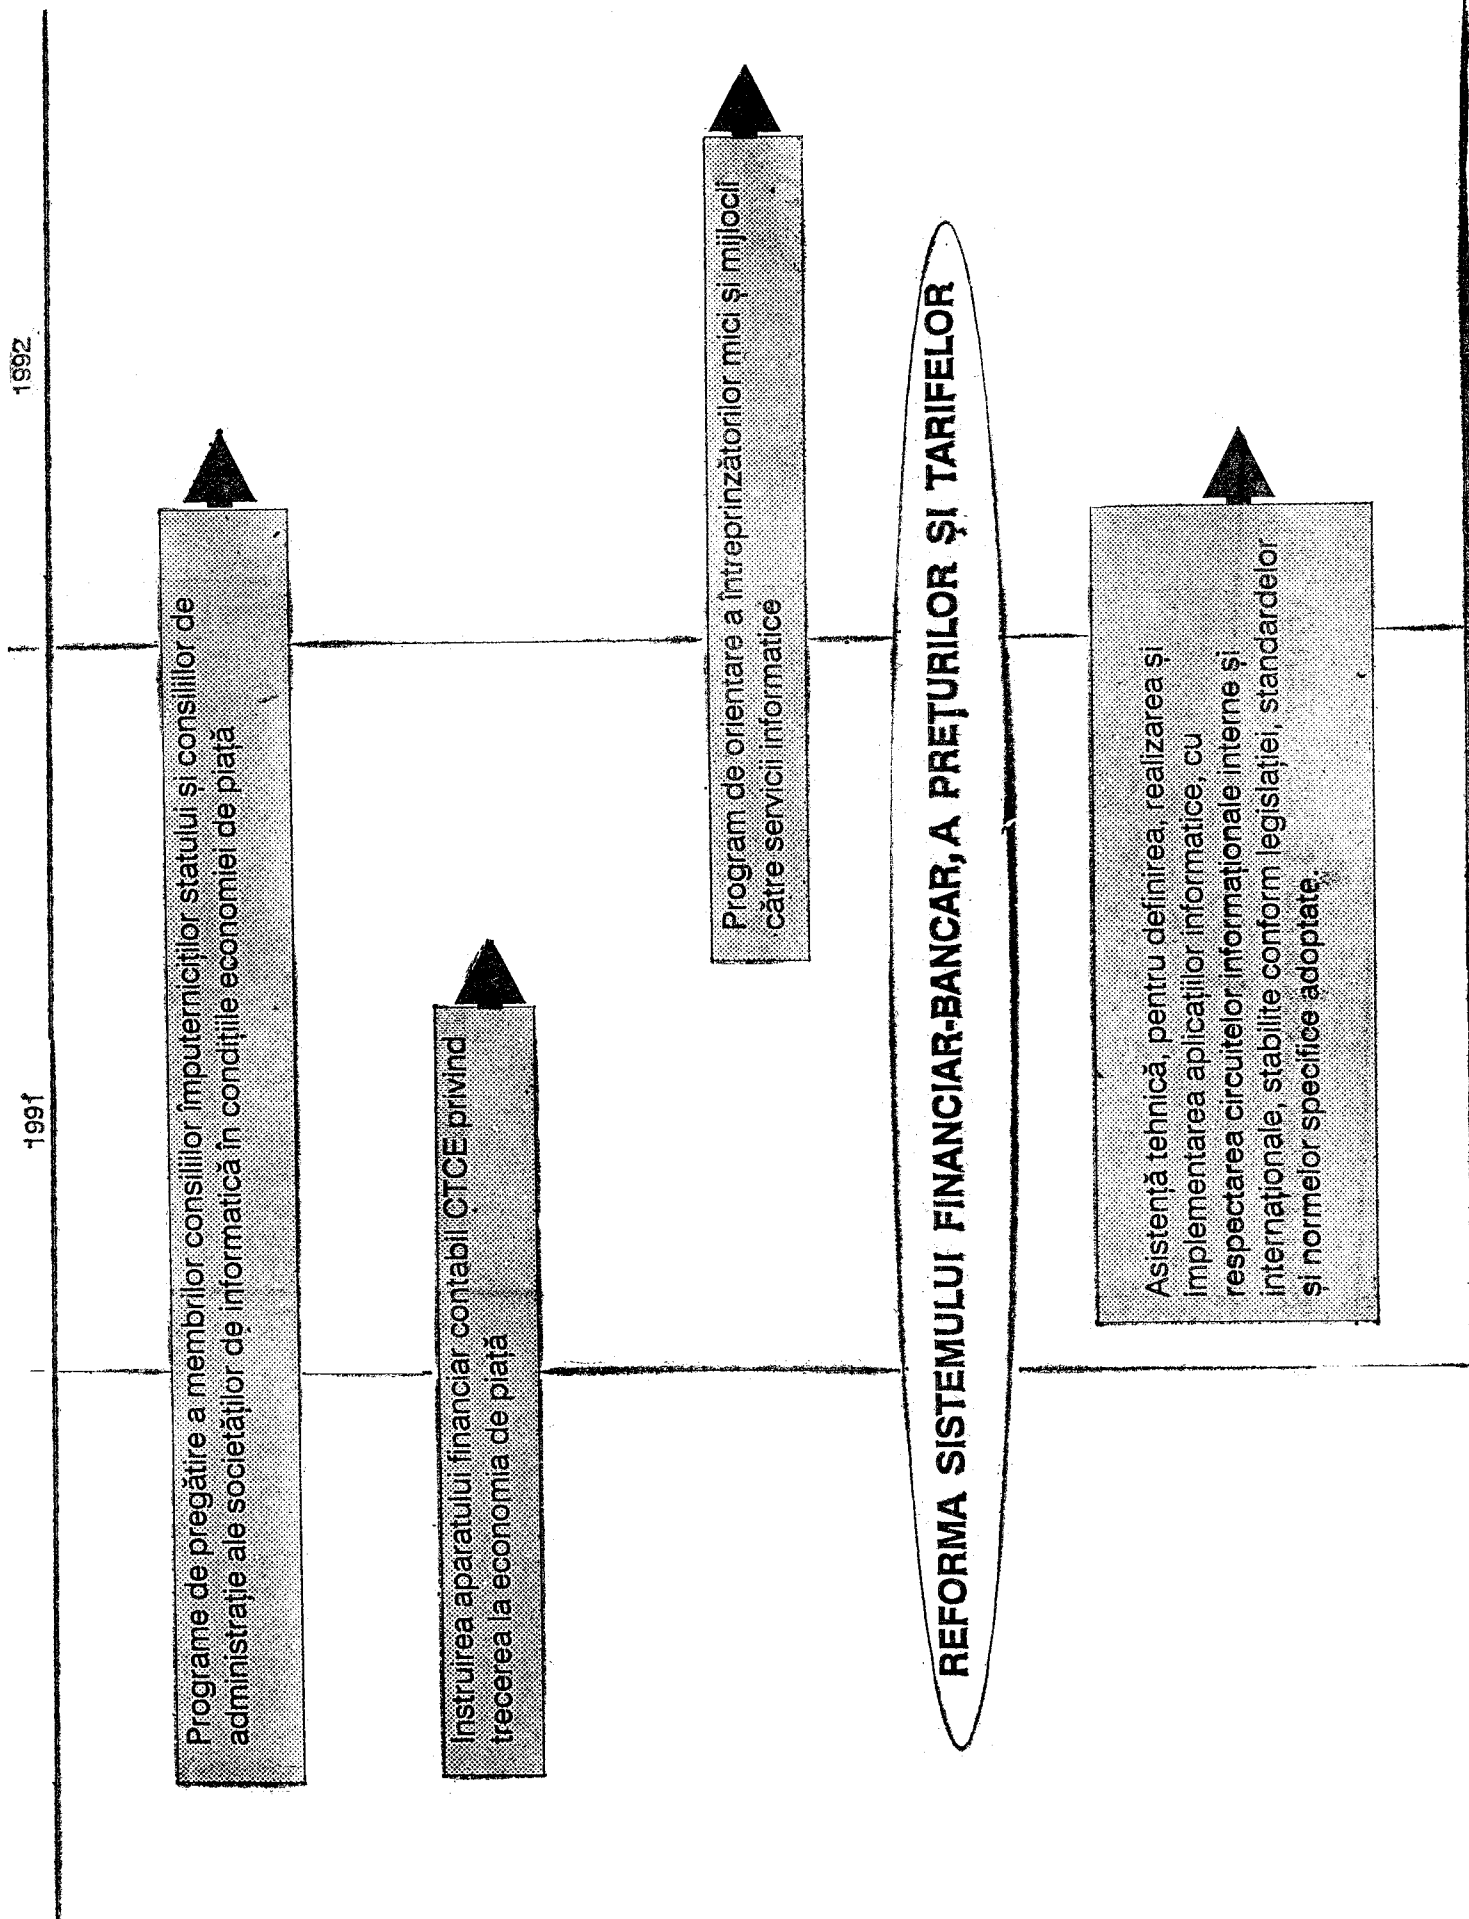 1991
1992
Programe de pregătire a membrilor consiliilor împuterniciților statului și consiliilor de
administrație ale societăților de informatică în condițiile economiei de piață
Instruirea aparatului financiar contabil CTCE privind
trecerea la economia de piață
Program de orientare a întreprinzătorilor mici și mijlocii
către servicii informatice
REFORMA SISTEMULUI FINANCIAR-BANCAR, A PREȚURILOR ȘI TARIFELOR
Asistență tehnică, pentru definirea, realizarea și
implementarea aplicațiilor informatice, cu
respectarea circuitelor informaționale interne și
internaționale, stabilite conform legislației, standardelor
și normelor specifice adoptate.